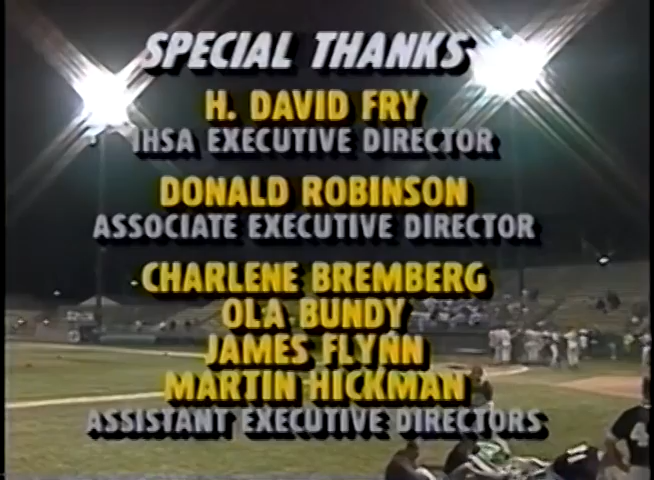 SPECIAL THANKS
H. DAVID FRY
IHSA EXECUTIVE DIRECTOR
DONALD ROBINSON
ASSOCIATE EXECUTIVE DIRECTOR
CHARLENE BREMBERG
OLA BUNDY
JAMES FLYNN
MARTIN HICKMAN
ASSISTANT EXECUTIVE DIRECTORS
4